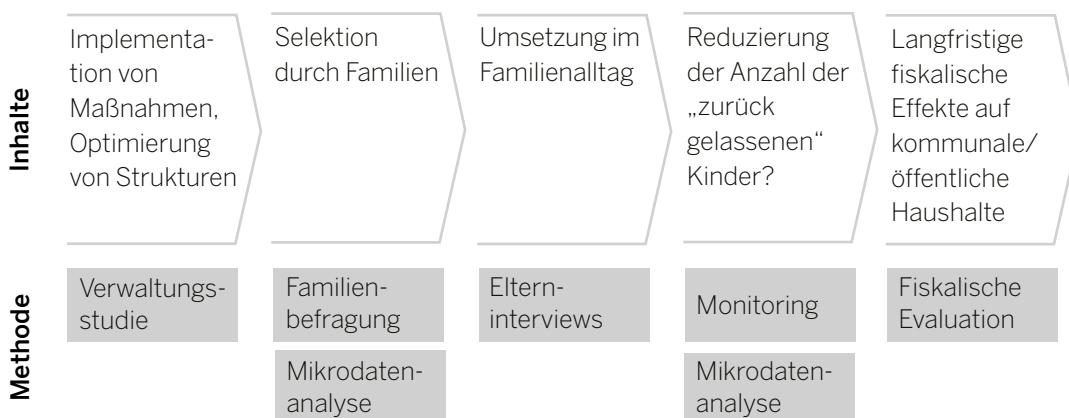 Inhalte
Implementa-
tion von
Maßnahmen,
Optimierung
von Strukturen
Selektion
durch Familien
Umsetzung im
Familienalltag
Reduzierung
der Anzahl der
„zurück
gelassenen“
Kinder?
Langfristige
fiskalische
Effekte auf
kommunale/
öffentliche
Haushalte
Methode
Verwaltungs-
studie
Familien-
befragung
Mikrodaten-
analyse
Eltern-
interviews
Monitoring
Mikrodaten-
analyse
Fiskalische
Evaluation